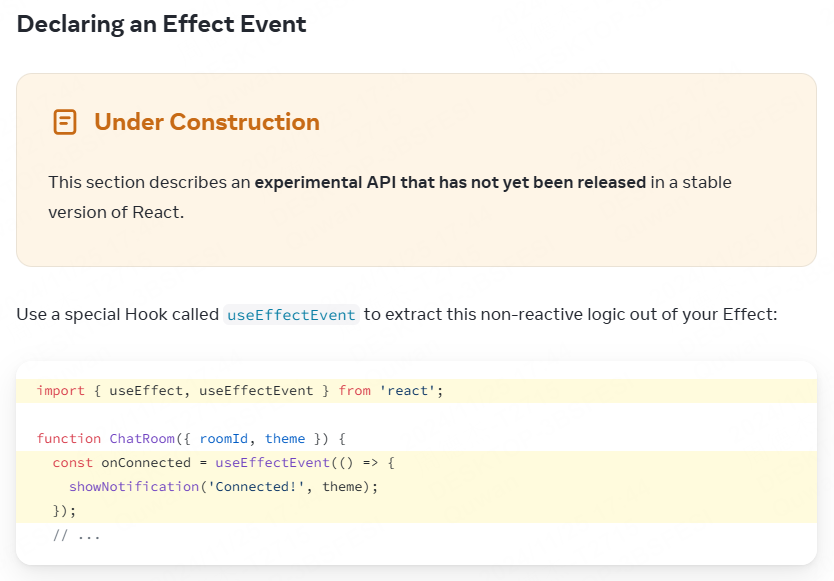 Declaring an Effect Event
Under Construction
This section describes an experimental API that has not yet been released in a stable
version of React.
Use a special Hook called useEffectEvent to extract this non-reactive logic out of your Effect:
import { useEffect, useEffectEvent } from 'react';
function ChatRoom({ roomId, theme }) {
  const onConnected = useEffectEvent(() => {
    showNotification('Connected!', theme);
  });
  // ...